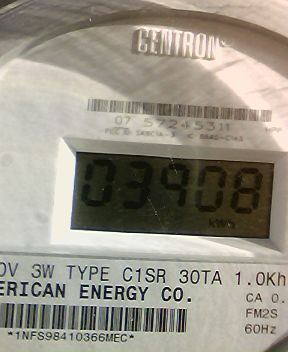 CENTRON
07 57245311
03908
kWh
0V 3W TYPE C1SR 30TA 1.0Kh
ERICAN ENERGY CO.
CA 0.
FM2S
60Hz
*1NFS98410366MEC*